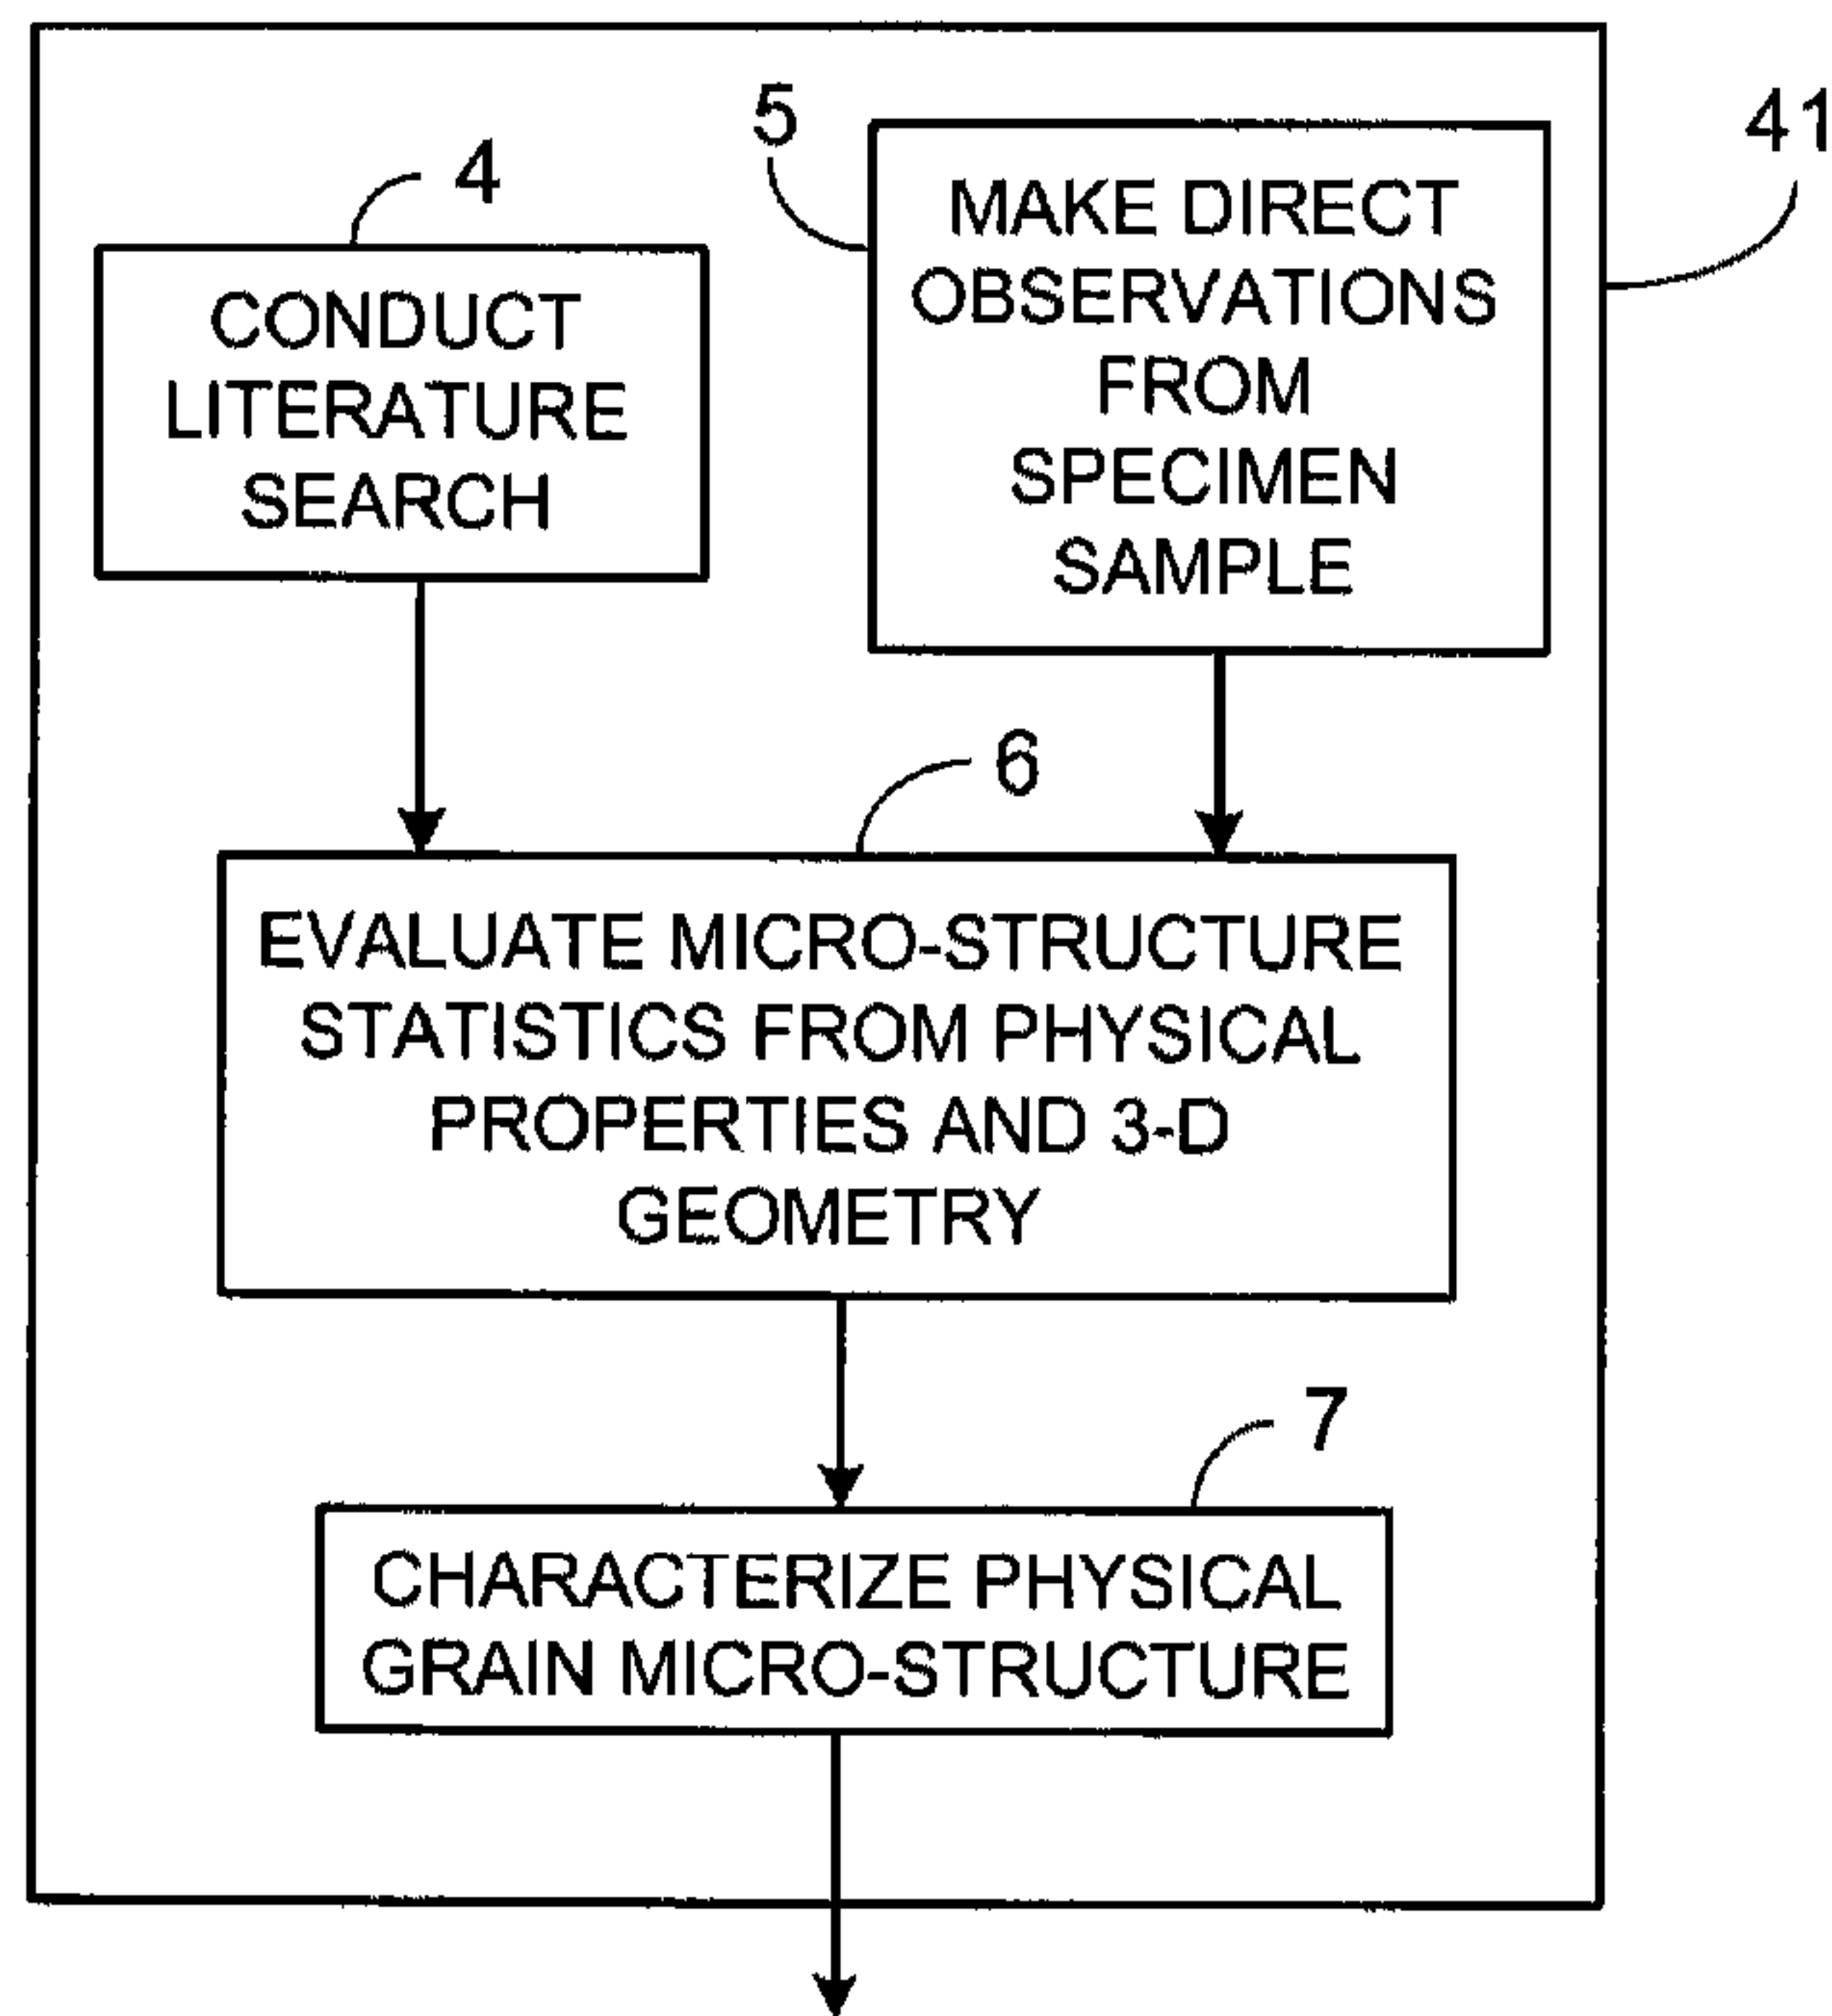 4
CONDUCT
LITERATURE
SEARCH
5
MAKE DIRECT
OBSERVATIONS
FROM
SPECIMEN
SAMPLE
41
6
EVALUATE MICRO-STRUCTURE
STATISTICS FROM PHYSICAL
PROPERTIES AND 3-D
GEOMETRY
7
CHARACTERIZE PHYSICAL
GRAIN MICRO-STRUCTURE